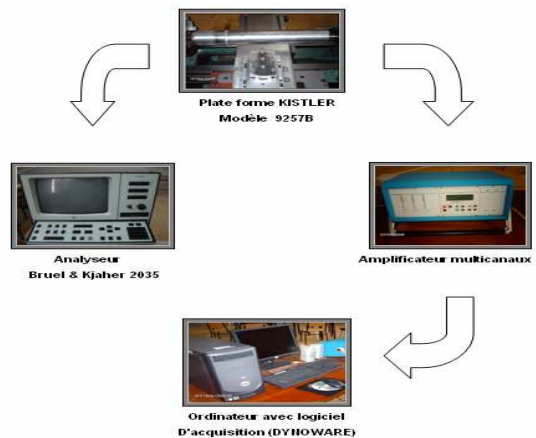 Plate forme KISTLER
Modèle 9257B
Analyseur
Bruel & Kjaher 2035
Amplificateur multicanaux
Ordinateur avec logiciel
D'acquisition (DYNOWARE)